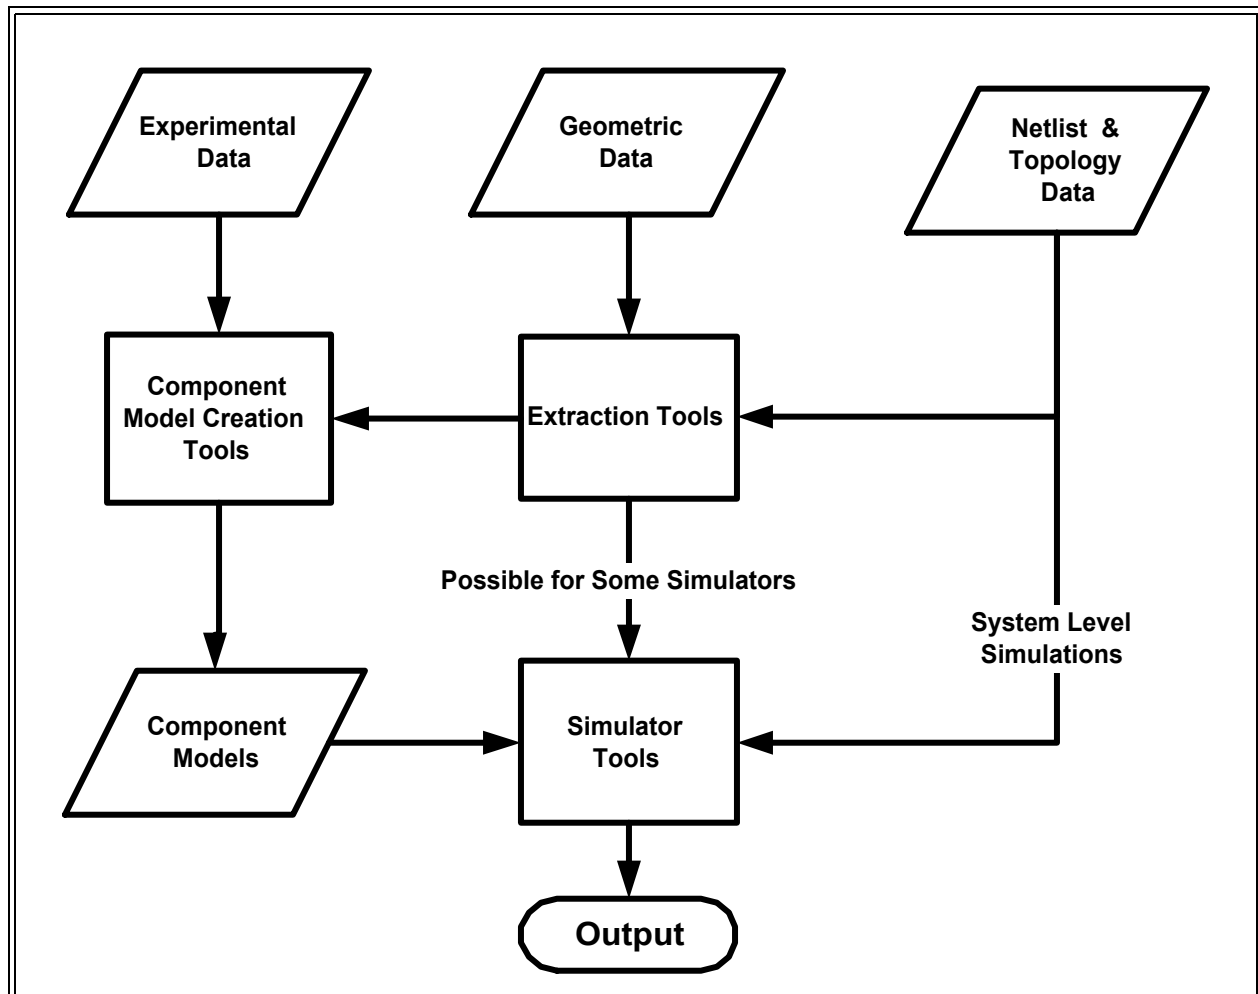 Experimental
Data
Geometric
Data
Netlist &
Topology
Data
Component
Model Creation
Tools
Extraction Tools
Possible for Some Simulators
System Level
Simulations
Component
Models
Simulator
Tools
Output